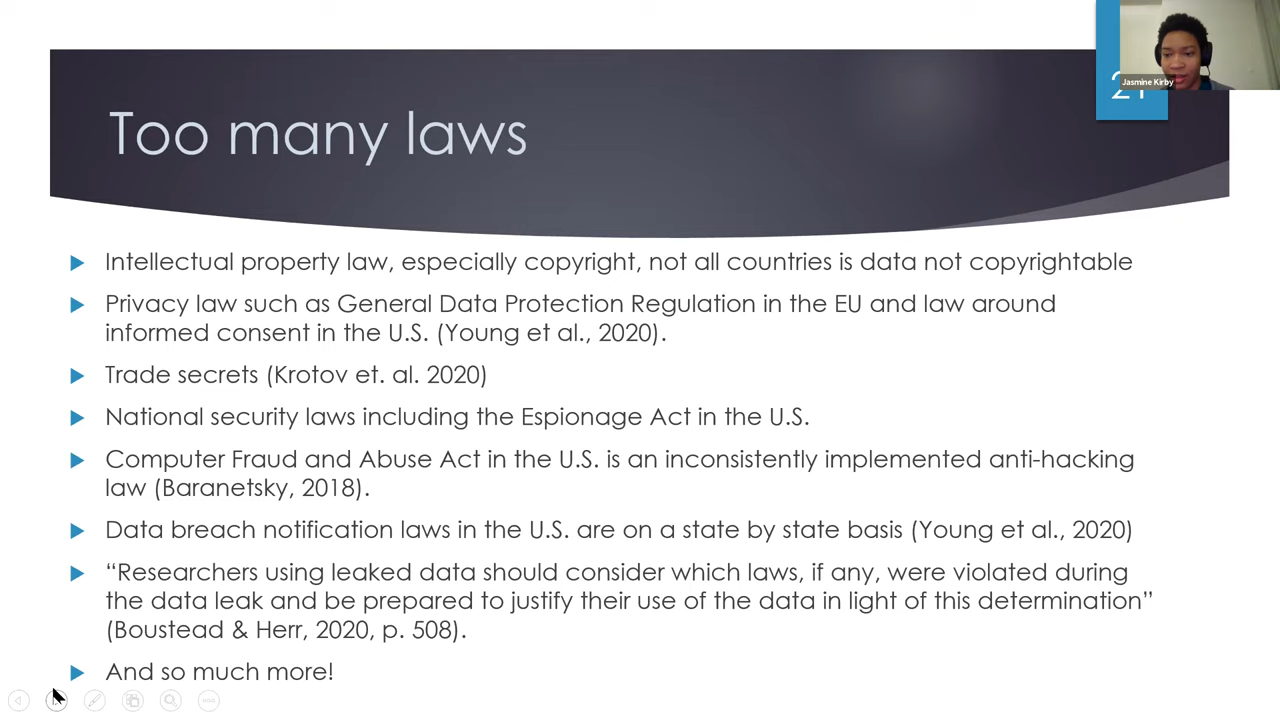 Jasmine Kirby
Too many laws
Intellectual property law, especially copyright, not all countries is data not copyrightable
Privacy law such as General Data Protection Regulation in the EU and law around
informed consent in the U.S. (Young et al., 2020).
Trade secrets (Krotov et. al. 2020)
National security laws including the Espionage Act in the U.S.
Computer Fraud and Abuse Act in the U.S. is an inconsistently implemented anti-hacking
law (Baranetsky, 2018).
Data breach notification laws in the U.S. are on a state by state basis (Young et al., 2020)
“Researchers using leaked data should consider which laws, if any, were violated during
the data leak and be prepared to justify their use of the data in light of this determination”
(Boustead & Herr, 2020, p. 508).
And so much more!